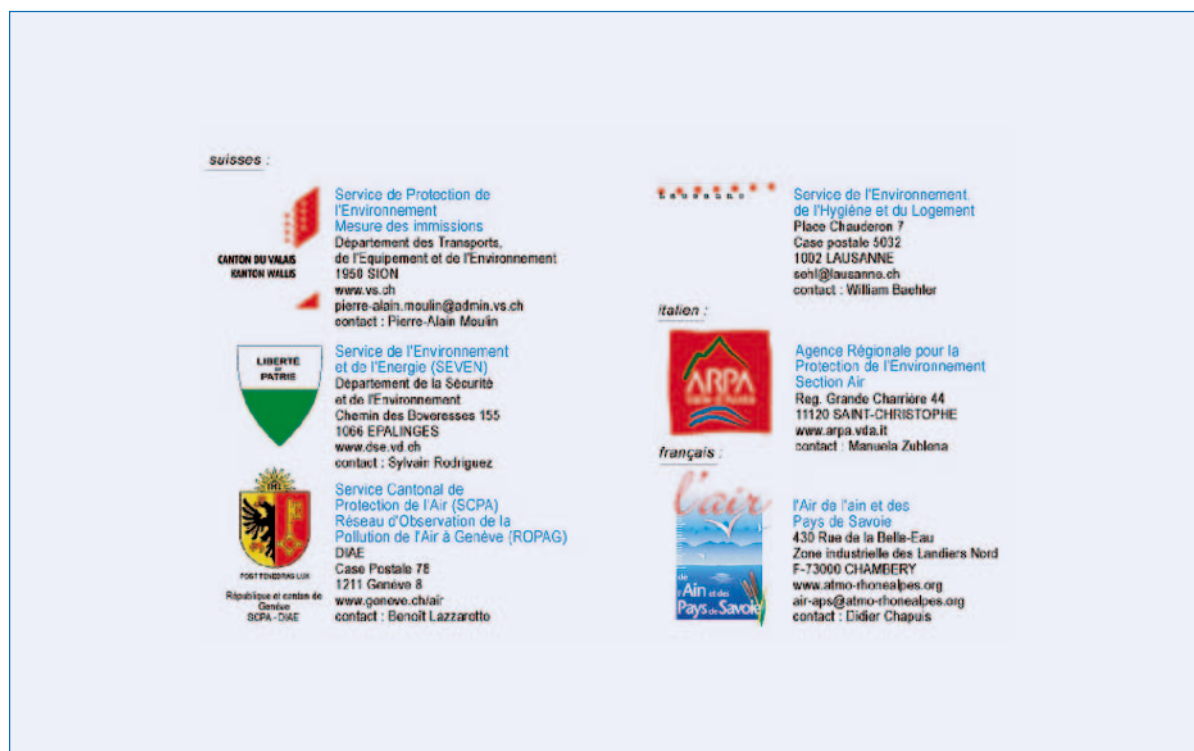 suisses :
CANTON DU VALAIS
KANTON WALLIS
Service de Protection de
l'Environnement
Mesure des immissions
Département des Transports,
de l'Equipement et de l'Environnement
1950 SION
www.vs.ch
pierre-alain.moulin@admin.vs.ch
contact : Pierre-Alain Moulin
LIBERTÉ
ET
PATRIE
Service de l'Environnement
et de l'Energie (SEVEN)
Département de la Sécurité
et de l'Environnement
Chemin des Boveresses 155
1066 EPALINGES
www.dse.vd.ch
contact : Sylvain Rodriguez
POST TENEBRAS LUX
République et canton de
Genève
SCPA - DIAE
Service Cantonal de
Protection de l'Air (SCPA)
Réseau d'Observation de la
Pollution de l'Air à Genève (ROPAG)
DIAE
Case Postale 78
1211 Genève 8
www.geneve.ch/air
contact : Benoît Lazzarotto
Lausanne
Service de l'Environnement,
de l'Hygiène et du Logement
Place Chauderon 7
Case postale 5032
1002 LAUSANNE
sehl@lausanne.ch
contact : William Baehler
italien :
ARPA
Agence Régionale pour la
Protection de l'Environnement
Section Air
Reg. Grande Charrière 44
11120 SAINT-CHRISTOPHE
www.arpa.vda.it
contact : Manuela Zublena
français :
l'air
de
l'Ain et des
Pays de Savoie
l'Air de l'ain et des
Pays de Savoie
430 Rue de la Belle-Eau
Zone industrielle des Landiers Nord
F-73000 CHAMBERY
www.atmo-rhonealpes.org
air-aps@atmo-rhonealpes.org
contact : Didier Chapuis